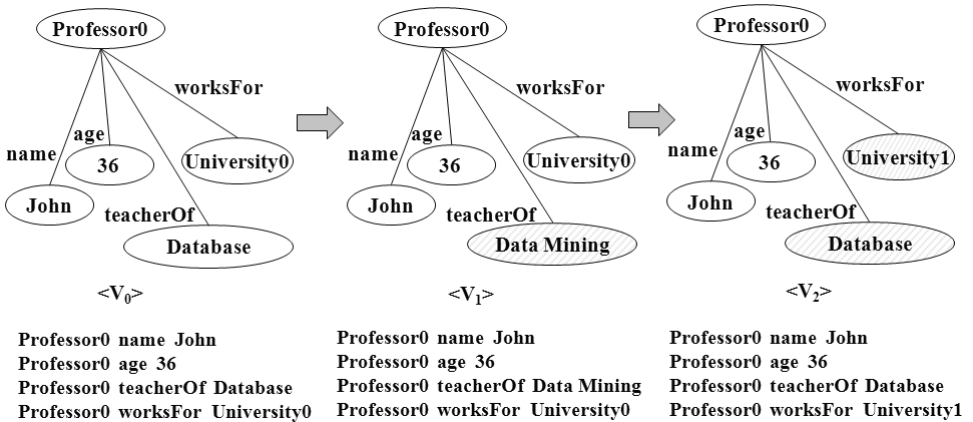 Professor0
worksFor
age
name
36
University0
John
teacherOf
Database
<V0>
Professor0 name John
Professor0 age 36
Professor0 teacherOf Database
Professor0 worksFor University0
Professor0
worksFor
age
name
36
University0
John
teacherOf
Data Mining
<V1>
Professor0 name John
Professor0 age 36
Professor0 teacherOf Data Mining
Professor0 worksFor University0
Professor0
worksFor
age
name
36
University1
John
teacherOf
Database
<V2>
Professor0 name John
Professor0 age 36
Professor0 teacherOf Database
Professor0 worksFor University1